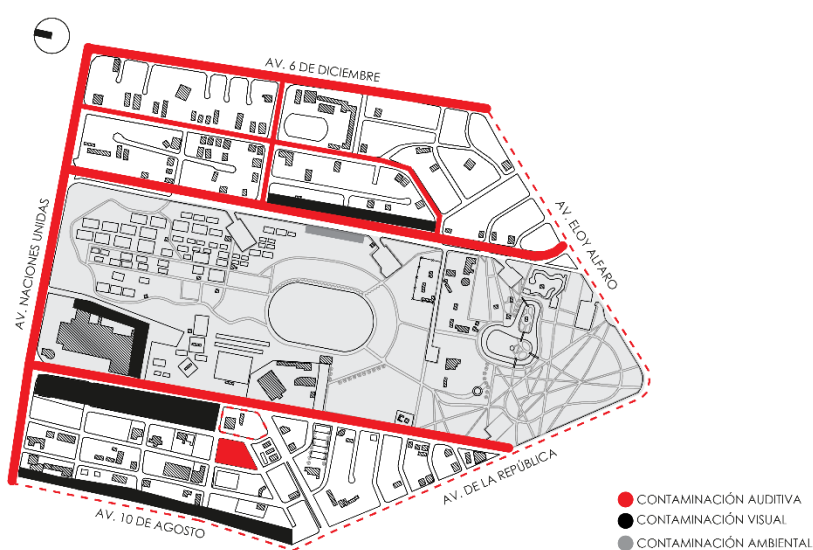 AV. 6 DE DICIEMBRE
AV. NACIONES UNIDAS
AV. ELOY ALFARO
AV. DE LA REPÚBLICA
AV. 10 DE AGOSTO
CONTAMINACIÓN AUDITIVA
CONTAMINACIÓN VISUAL
CONTAMINACIÓN AMBIENTAL